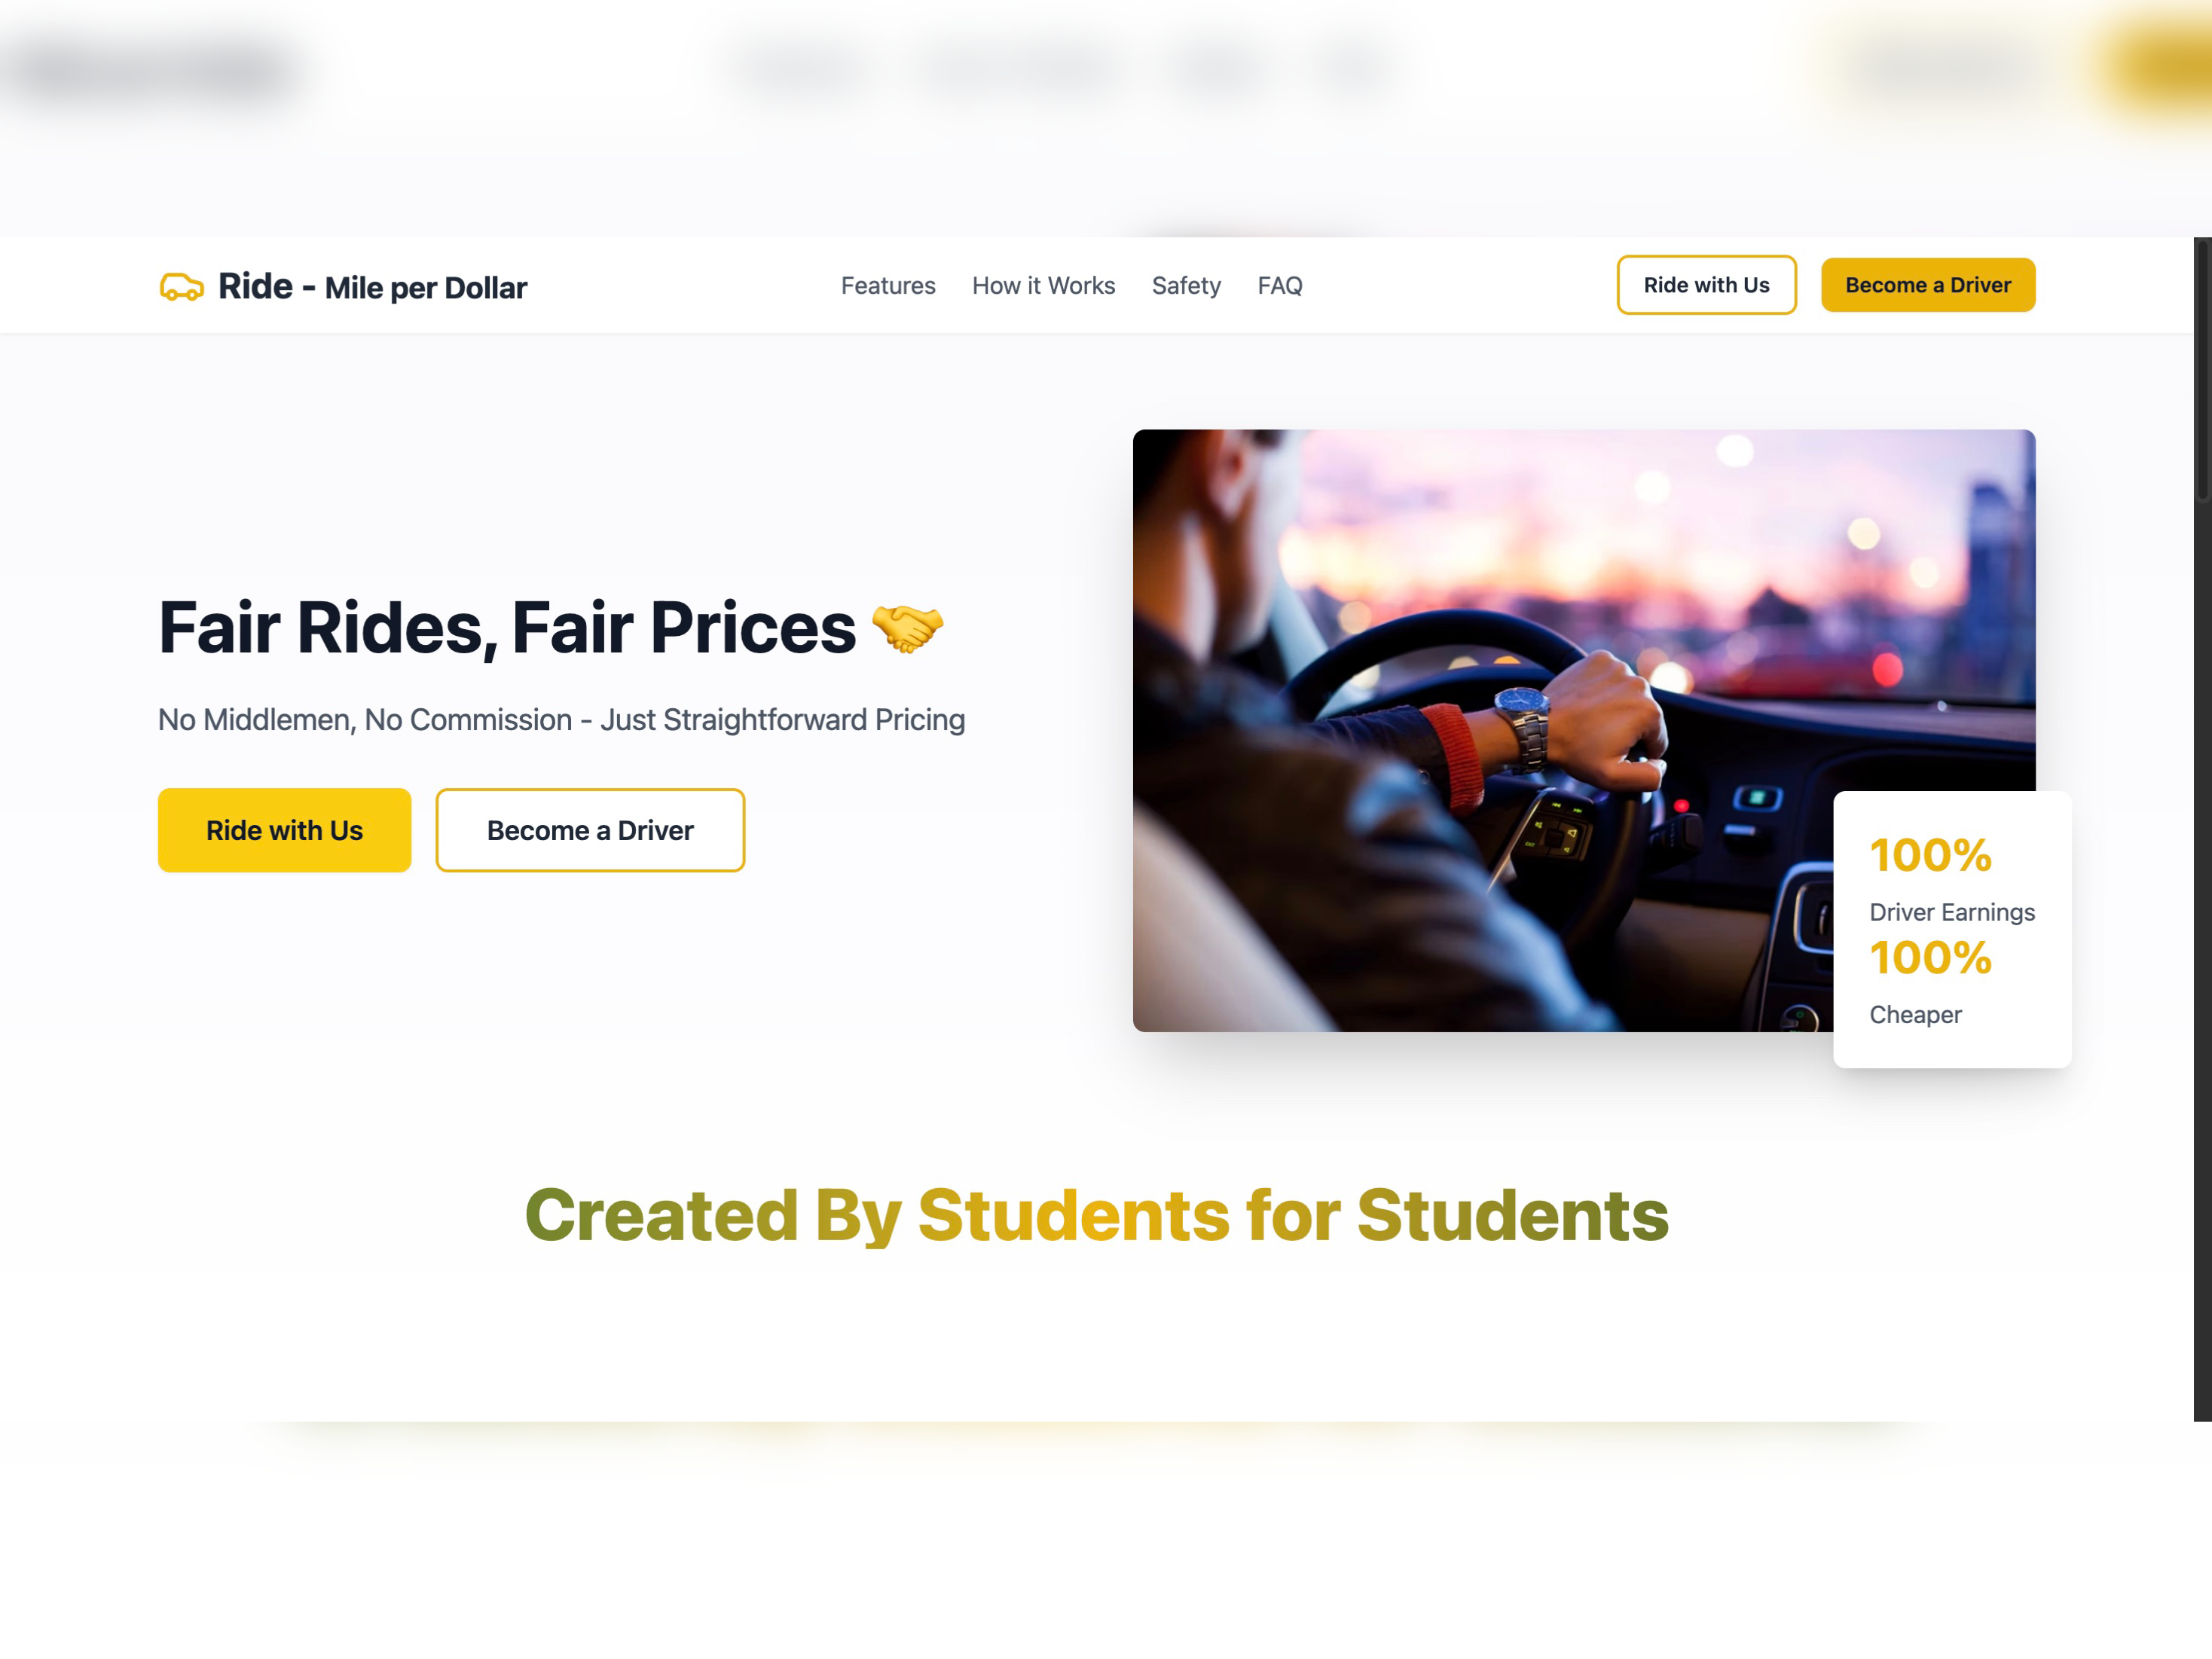 Ride - Mile per Dollar
Features How it Works Safety FAQ
Ride with Us Become a Driver
Fair Rides, Fair Prices 🤝
No Middlemen, No Commission - Just Straightforward Pricing
Ride with Us Become a Driver
100%
Driver Earnings
100%
Cheaper
Created By Students for Students